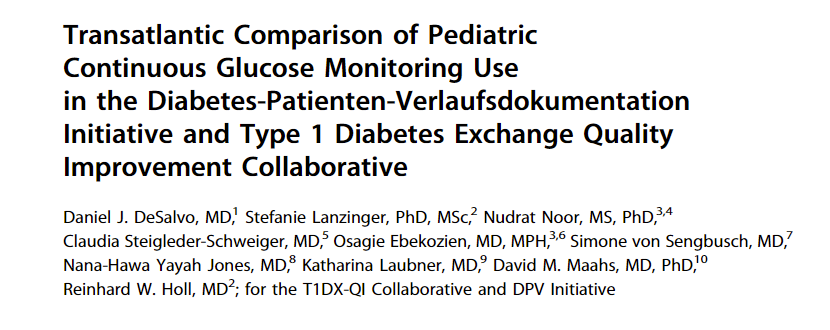 Transatlantic Comparison of Pediatric
Continuous Glucose Monitoring Use
in the Diabetes-Patienten-Verlaufsdokumentation
Initiative and Type 1 Diabetes Exchange Quality
Improvement Collaborative
Daniel J. DeSalvo, MD,1 Stefanie Lanzinger, PhD, MSc,2 Nudrat Noor, MS, PhD,3,4
Claudia Steigleder-Schweiger, MD,5 Osagie Ebekozien, MD, MPH,3,6 Simone von Sengbusch, MD,7
Nana-Hawa Yayah Jones, MD,8 Katharina Laubner, MD,9 David M. Maahs, MD, PhD,10
Reinhard W. Holl, MD2; for the T1DX-QI Collaborative and DPV Initiative